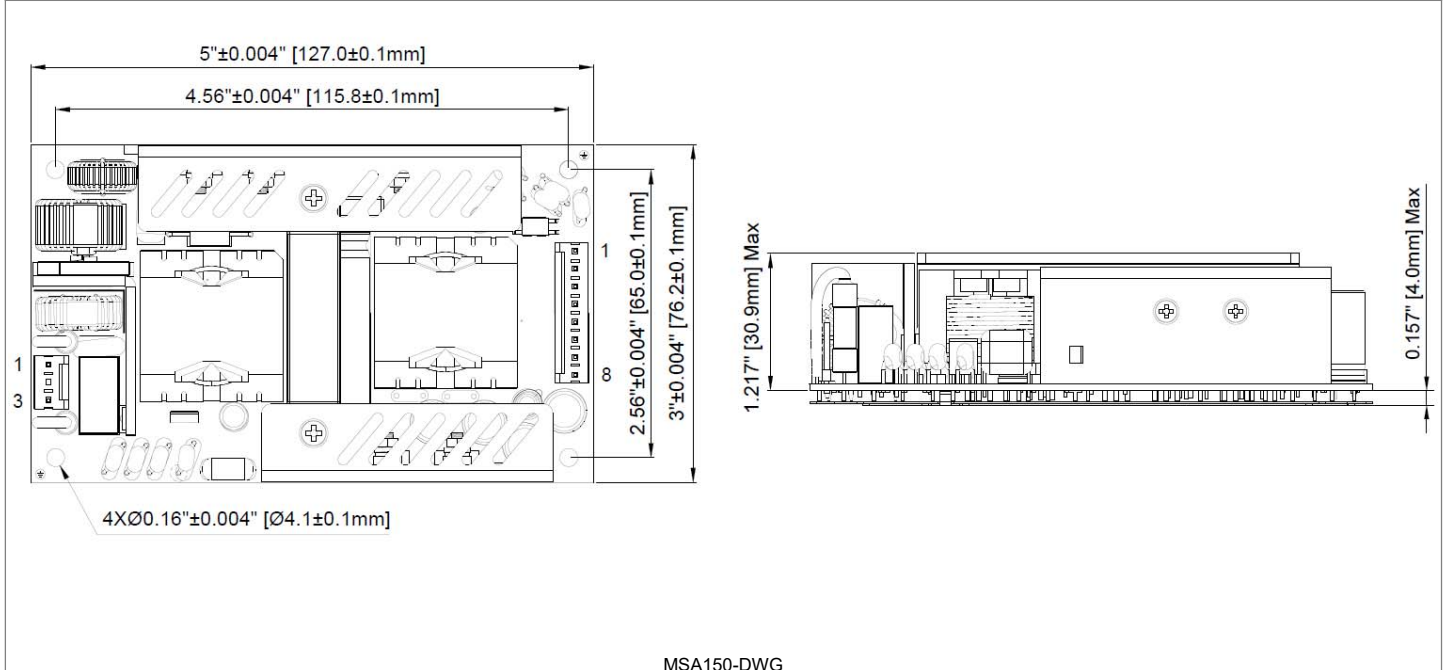 5"±0.004" [127.0±0.1mm]
4.56"±0.004" [115.8±0.1mm]
1
8
1
3
2.56"±0.004" [65.0±0.1mm]
3"±0.004" [76.2±0.1mm]
4XØ0.16"±0.004" [Ø4.1±0.1mm]
1.217" [30.9mm] Max
0.157" [4.0mm] Max
MSA150-DWG